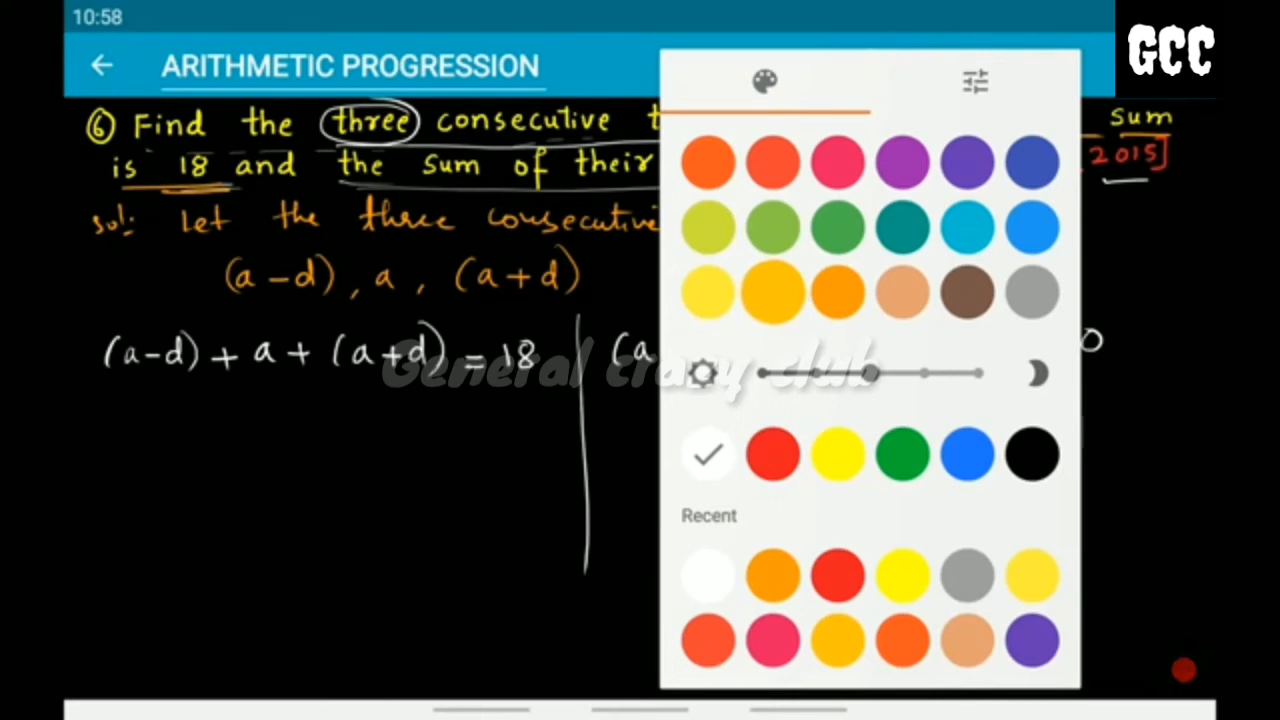 10:58
GCC
ARITHMETIC PROGRESSION
⑥ Find the three consecutive sum
is 18 and the sum of their 2015]
Sol: Let the three consecutive
(a-d), a, (a+d)
(a-d) + a + (a+d) = 18 (a 0
General crazy club
Recent